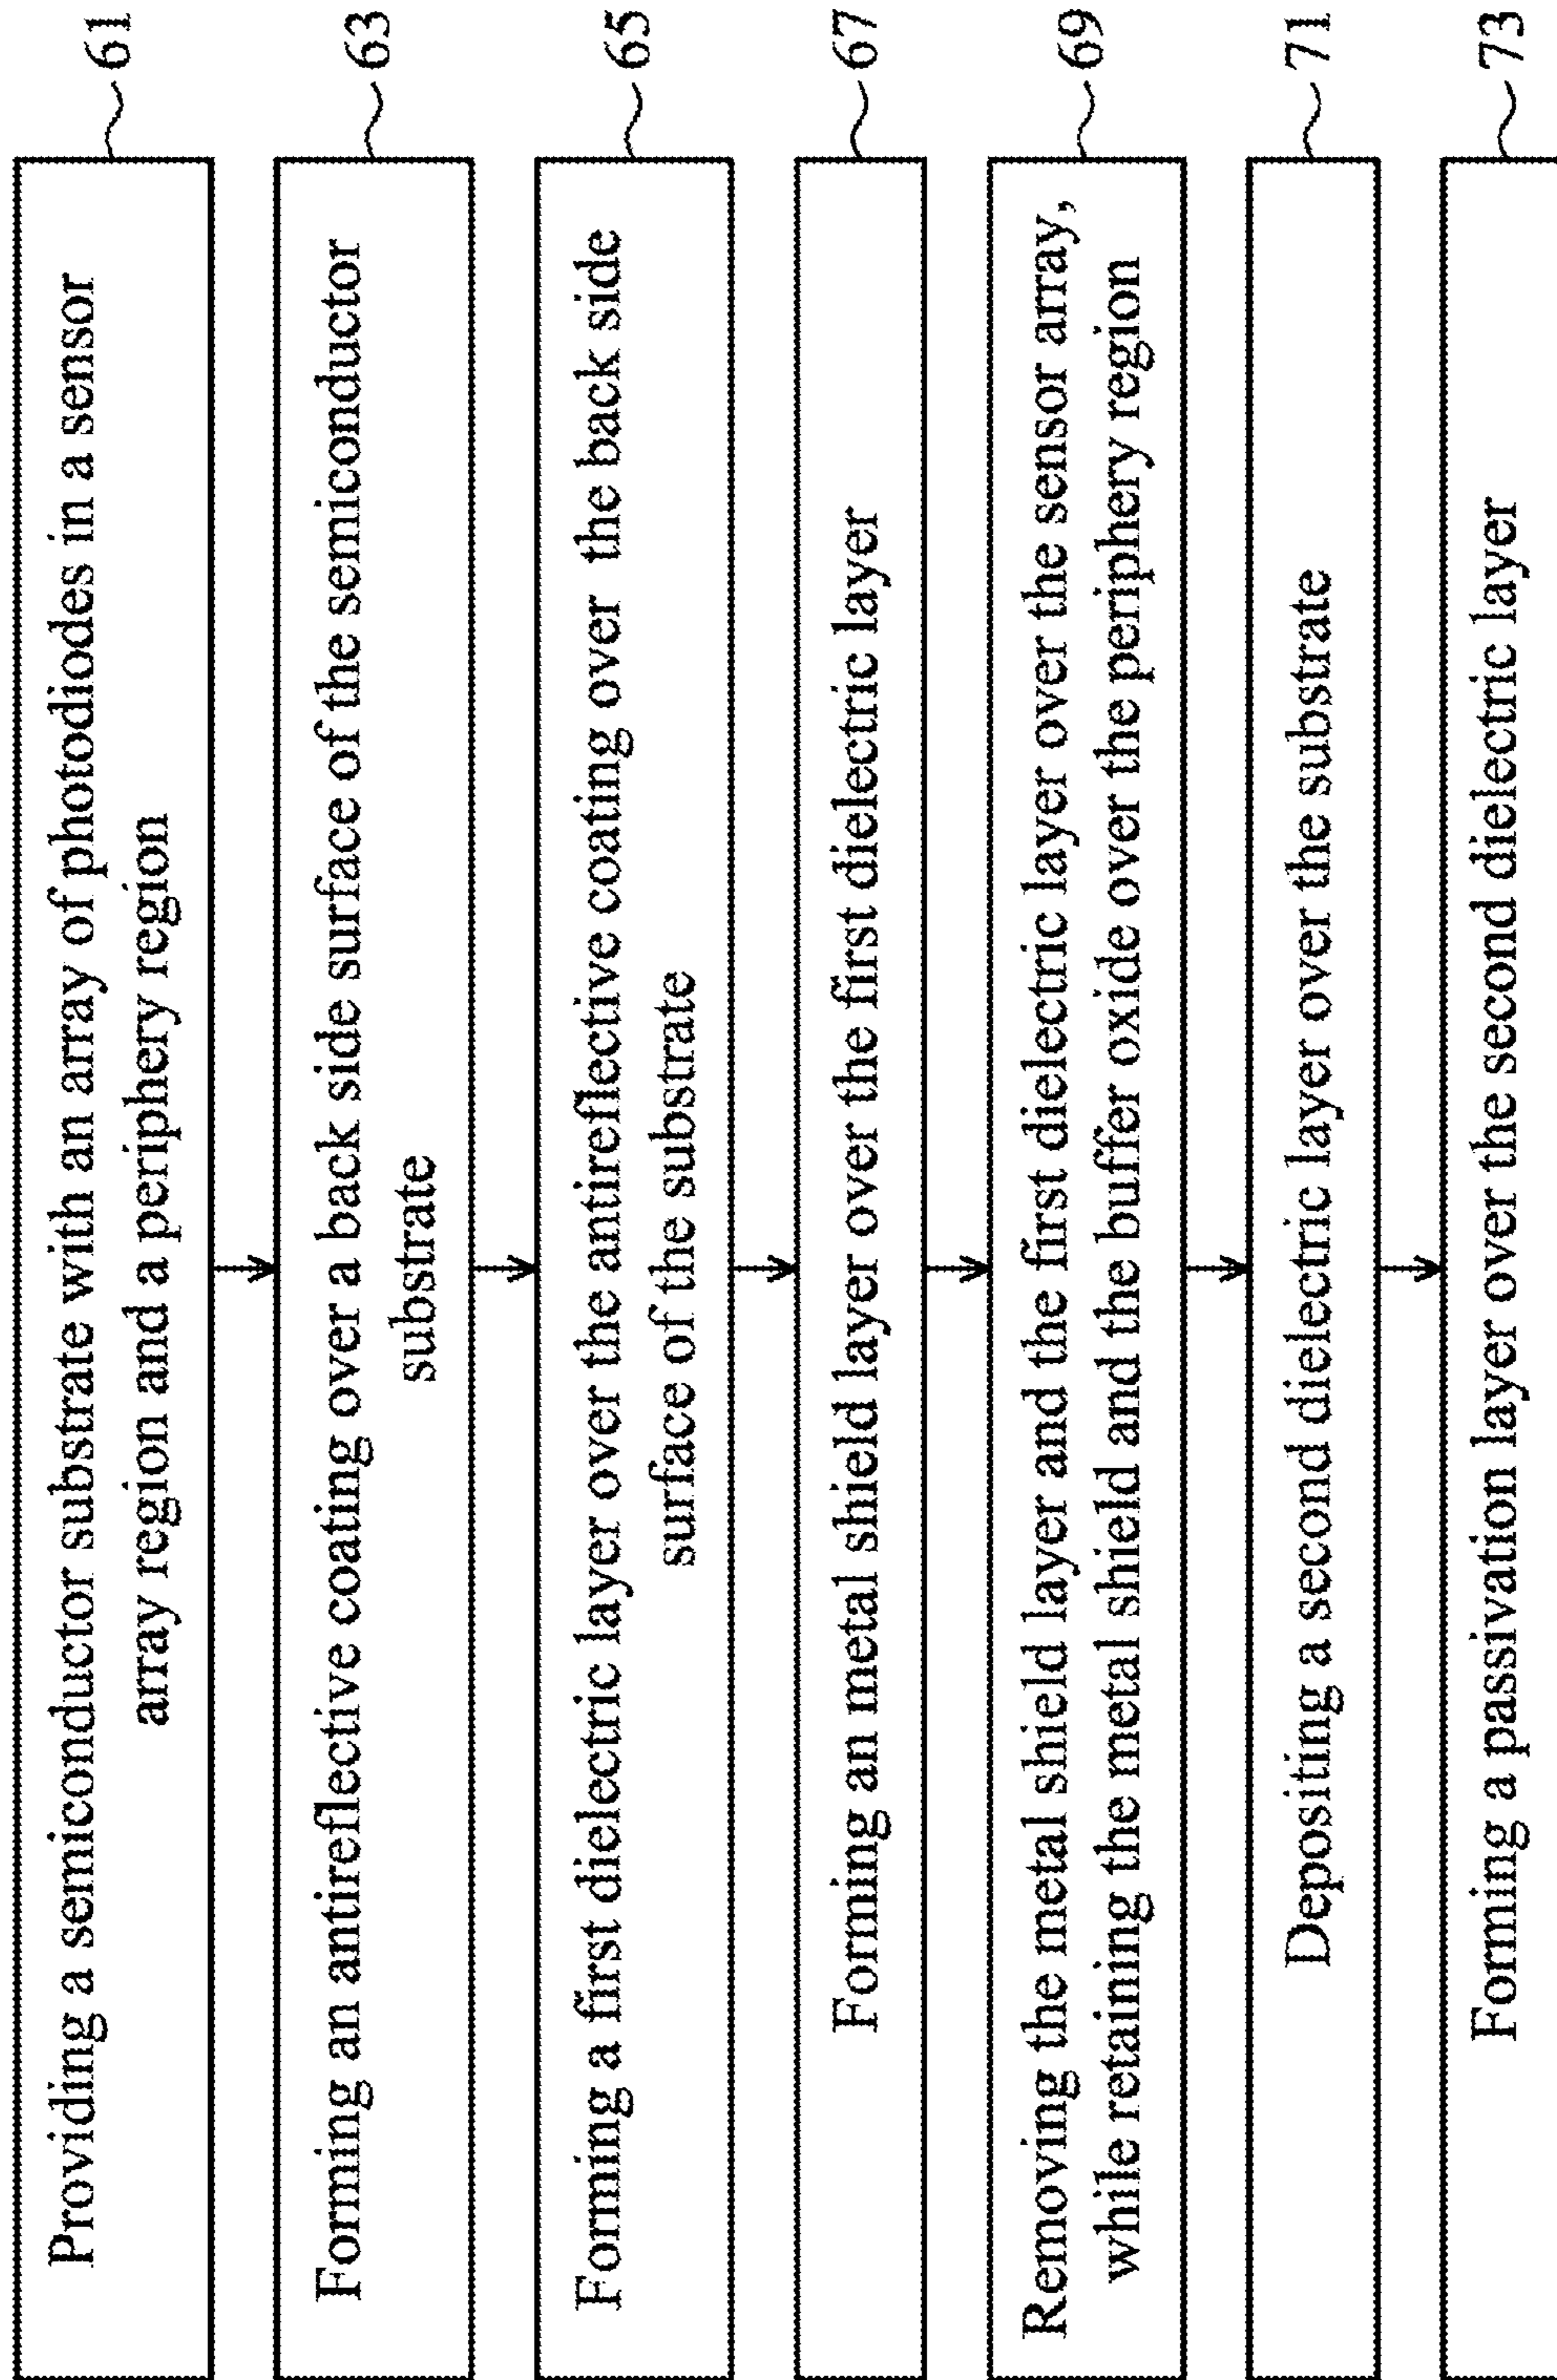 Providing a semiconductor substrate with an array of photodiodes in a sensor
array region and a periphery region
61
Forming an antireflective coating over a back side surface of the semiconductor
substrate
63
Forming a first dielectric layer over the antireflective coating over the back side
surface of the substrate
65
Forming an metal shield layer over the first dielectric layer
67
Removing the metal shield layer and the first dielectric layer over the sensor array,
while retaining the metal shield and the buffer oxide over the periphery region
69
Depositing a second dielectric layer over the substrate
71
Forming a passivation layer over the second dielectric layer
73